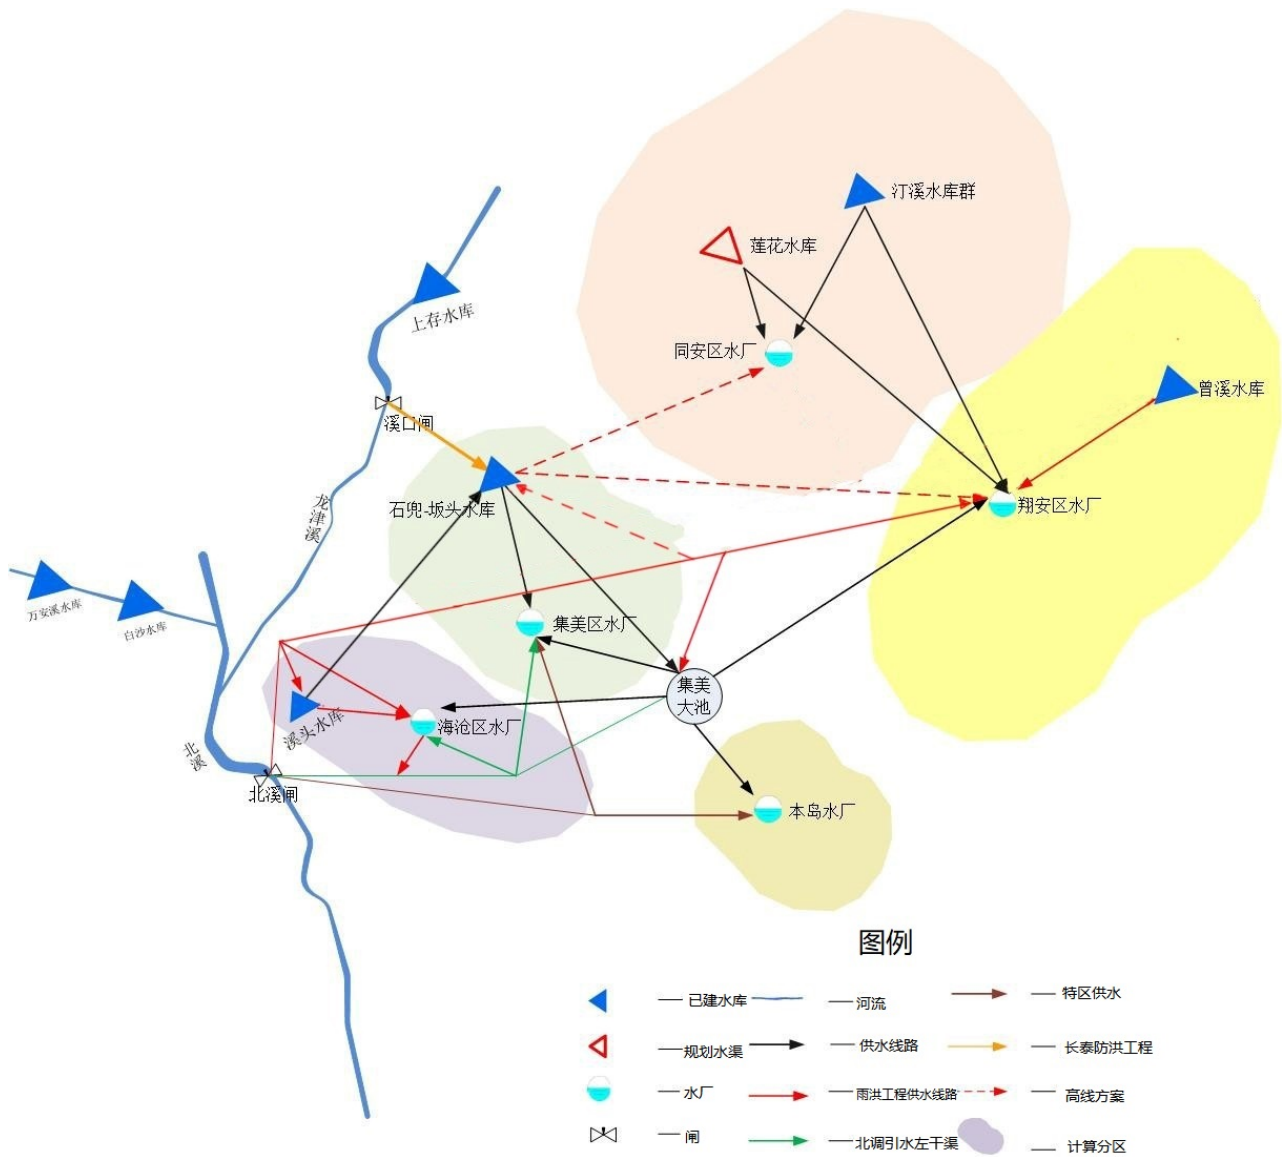 汀溪水库群
莲花水库
上存水库
同安区水厂
曾溪水库
溪口闸
石兜-坂头水库
龙津溪
翔安区水厂
万安溪水库
白沙水库
集美区水厂
集美
大池
溪头水库
海沧区水厂
北溪
北溪闸
本岛水厂
图例
已建水库
河流
特区供水
规划水渠
供水线路
长泰防洪工程
水厂
雨洪工程供水线路
高线方案
闸
北调引水左干渠
计算分区